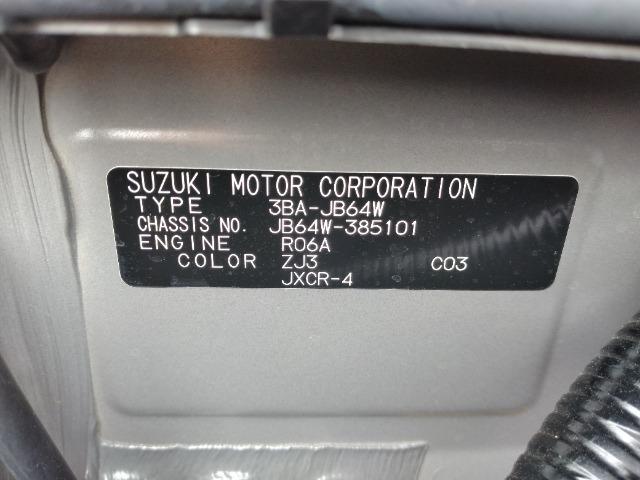 SUZUKI MOTOR CORPORATION
TYPE 3BA-JB64W
CHASSIS NO. JB64W-385101
ENGINE R06A
COLOR ZJ3 C03
JXCR-4